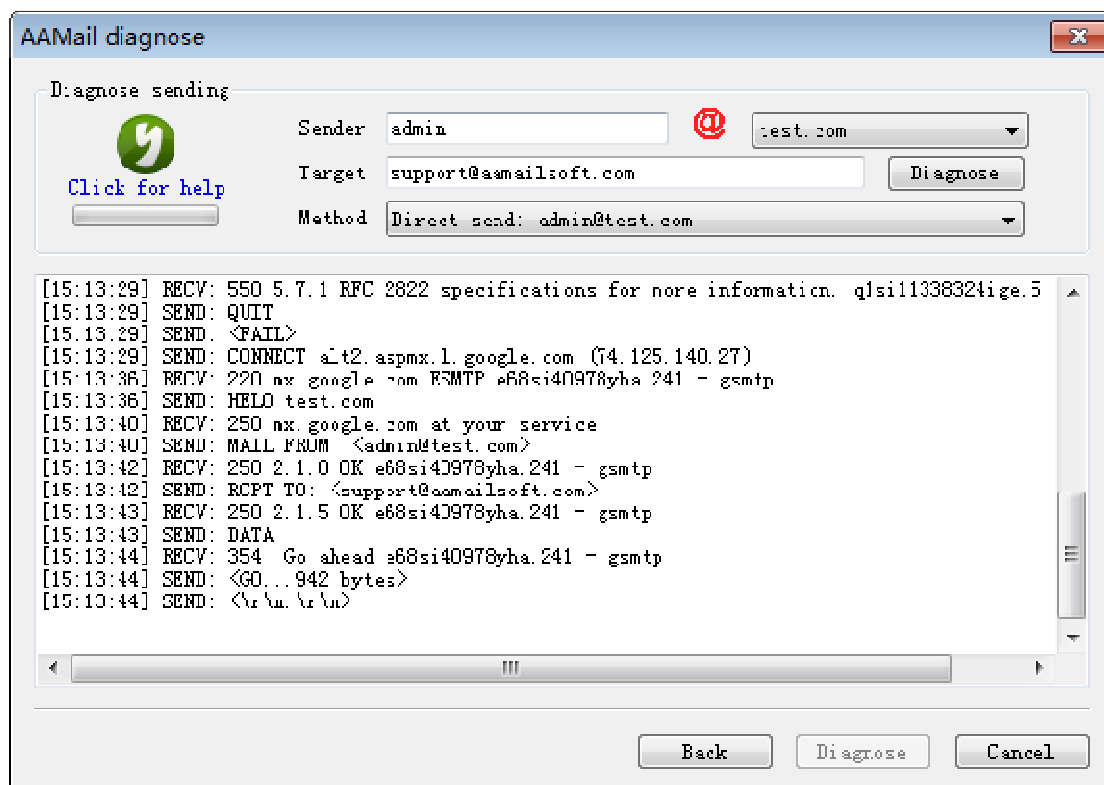 AAMail diagnose
Diagnose sending
Click for help
Sender admin @ test.com
Target support@aamailsoft.com Diagnose
Method Direct send: admin@test.com
[15:13:29] RECV: 550 5.7.1 RFC 2822 specifications for more information. q1si11338324ige.5
[15:13:29] SEND: QUIT
[15:13:29] SEND: <FAIL>
[15:13:29] SEND: CONNECT alt2.aspmx.l.google.com (74.125.140.27)
[15:13:36] RECV: 220 mx.google.com ESMTP e68si40978yha.241 - gsmtp
[15:13:36] SEND: HELO test.com
[15:13:40] RECV: 250 mx.google.com at your service
[15:13:40] SEND: MAIL FROM: <admin@test.com>
[15:13:42] RECV: 250 2.1.0 OK e68si40978yha.241 - gsmtp
[15:13:42] SEND: RCPT TO: <support@aamailsoft.com>
[15:13:43] RECV: 250 2.1.5 OK e68si40978yha.241 - gsmtp
[15:13:43] SEND: DATA
[15:13:44] RECV: 354 Go ahead e68si40978yha.241 - gsmtp
[15:13:44] SEND: <GO...942 bytes>
[15:13:44] SEND: <\r\n.\r\n>
Back Diagnose Cancel